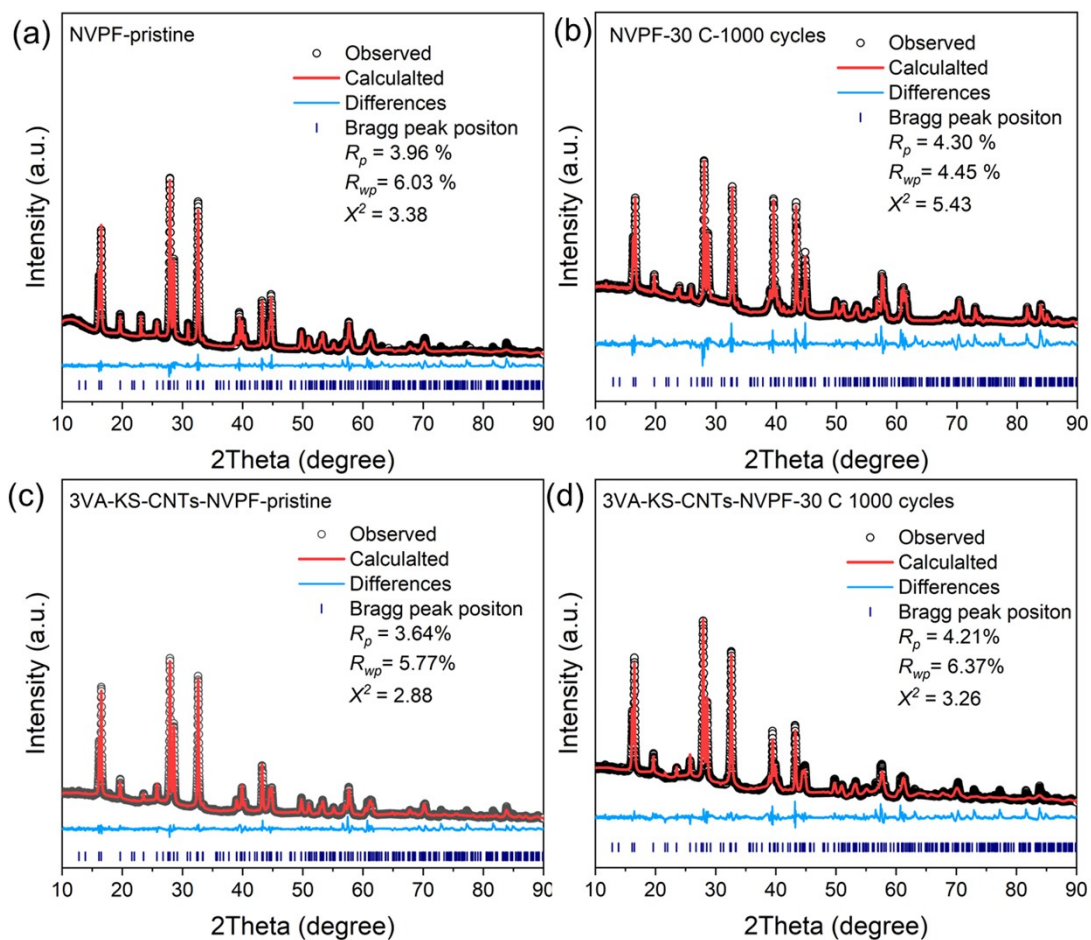 (a)
NVPF-pristine
Observed
Calculalted
Differences
Bragg peak positon
Rp = 3.96 %
Rwp= 6.03 %
X² = 3.38
Intensity (a.u.)
10 20 30 40 50 60 70 80 90
2Theta (degree)
(b)
NVPF-30 C-1000 cycles
Observed
Calculalted
Differences
Bragg peak positon
Rp = 4.30 %
Rwp= 4.45 %
X² = 5.43
Intensity (a.u.)
10 20 30 40 50 60 70 80 90
2Theta (degree)
(c)
3VA-KS-CNTs-NVPF-pristine
Observed
Calculalted
Differences
Bragg peak positon
Rp = 3.64%
Rwp= 5.77%
X² = 2.88
Intensity (a.u.)
10 20 30 40 50 60 70 80 90
2Theta (degree)
(d)
3VA-KS-CNTs-NVPF-30 C 1000 cycles
Observed
Calculalted
Differences
Bragg peak positon
Rp = 4.21%
Rwp= 6.37%
X² = 3.26
Intensity (a.u.)
10 20 30 40 50 60 70 80 90
2Theta (degree)